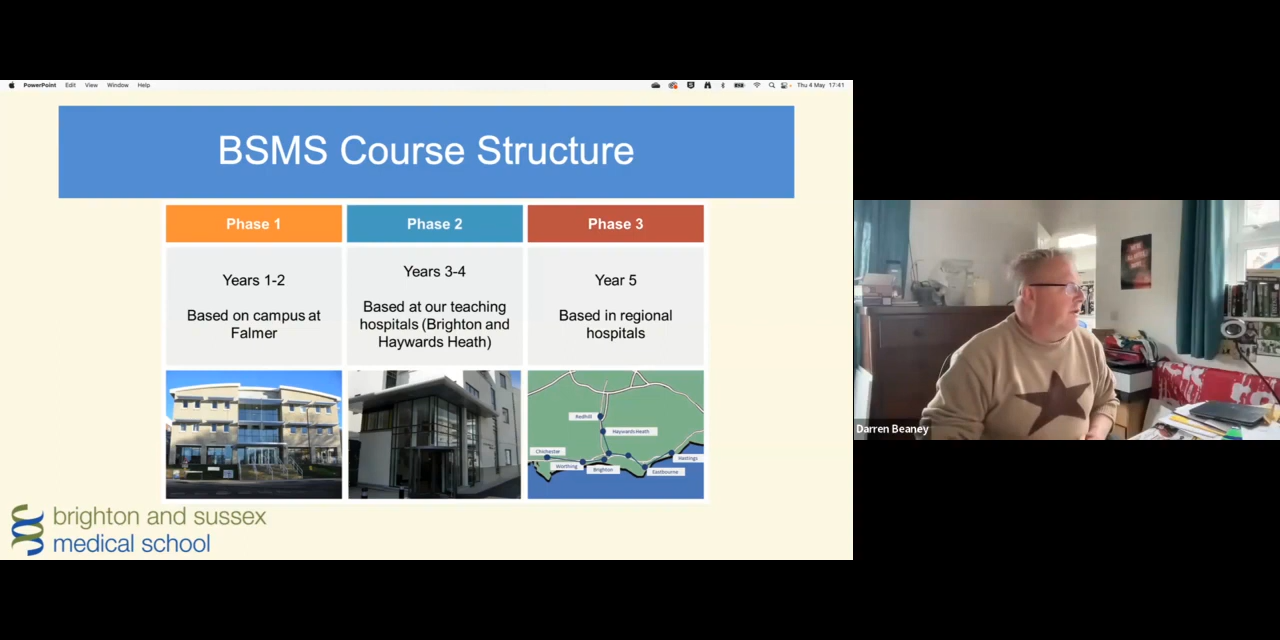 PowerPoint Edit View Window Help
Thu 4 May 17:41
BSMS Course Structure
Phase 1
Phase 2
Phase 3
Years 1-2
Based on campus at
Falmer
Years 3-4
Based at our teaching
hospitals (Brighton and
Haywards Heath)
Year 5
Based in regional
hospitals
Redhill
Haywards Heath
Chichester
Worthing
Brighton
Eastbourne
Hastings
brighton and sussex
medical school
Darren Beaney